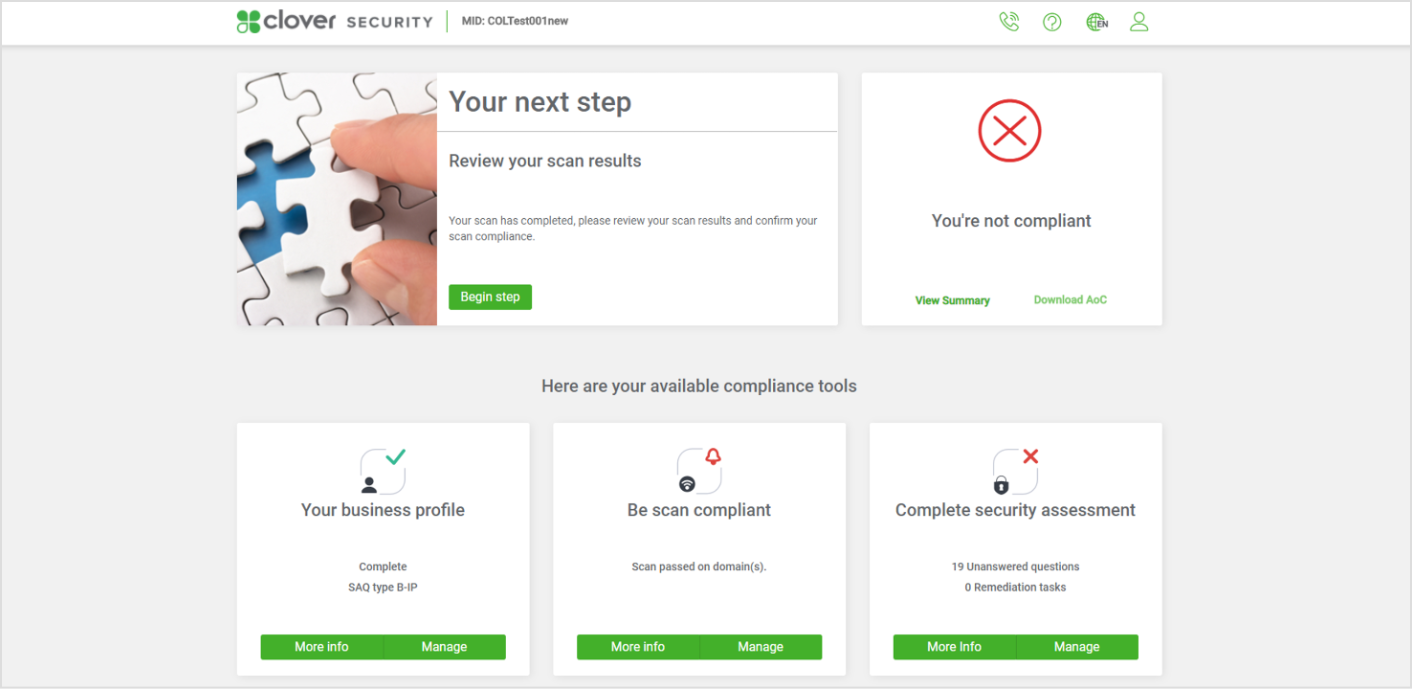 clover SECURITY
MID: COLTest001new
EN
Your next step
Review your scan results
Your scan has completed, please review your scan results and confirm your
scan compliance.
Begin step
You're not compliant
View Summary
Download AoC
Here are your available compliance tools
Your business profile
Complete
SAQ type B-IP
More info
Manage
Be scan compliant
Scan passed on domain(s).
More info
Manage
Complete security assessment
19 Unanswered questions
0 Remediation tasks
More Info
Manage